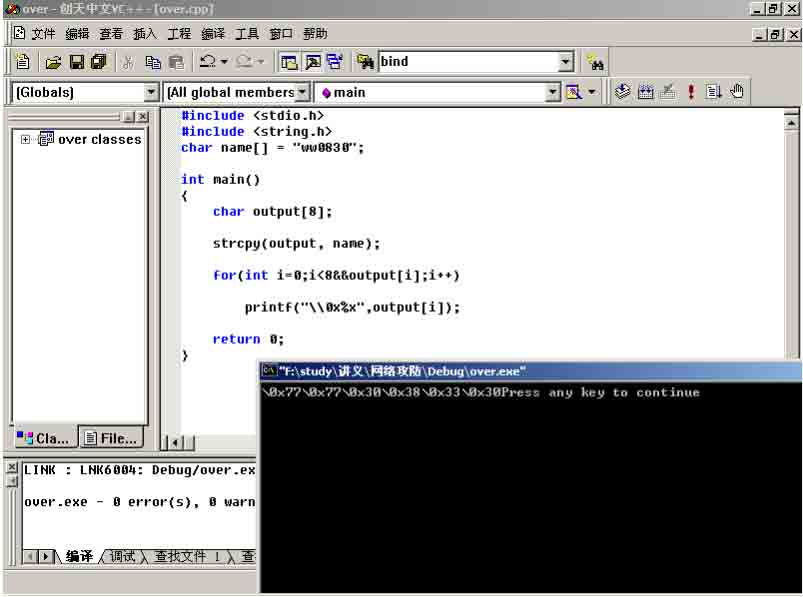 over - 创天中文VC++ - [over.cpp]
文件 编辑 查看 插入 工程 编译 工具 窗口 帮助
bind
(Globals) (All global members main
over classes
#include <stdio.h>
#include <string.h>
char name[] = "ww0830";
int main()
{
char output[8];
strcpy(output, name);
for(int i=0;i<8&&output[i];i++)
printf("\\0x%x",output[i]);
return 0;
}
"F:\study\讲义\网络攻防\Debug\over.exe"
\0x77\0x77\0x30\0x38\0x33\0x30Press any key to continue
Cla... File...
LINK : LNK6004: Debug/over.ex
over.exe - 0 error(s), 0 warn
编译 调试 查找文件 1 查